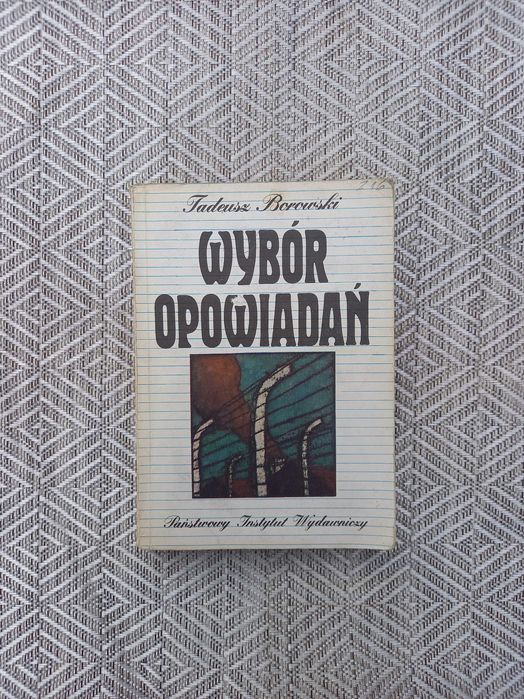 Tadeusz Borowski
WYBÓR
OPOWIADAŃ
Państwowy Instytut Wydawniczy